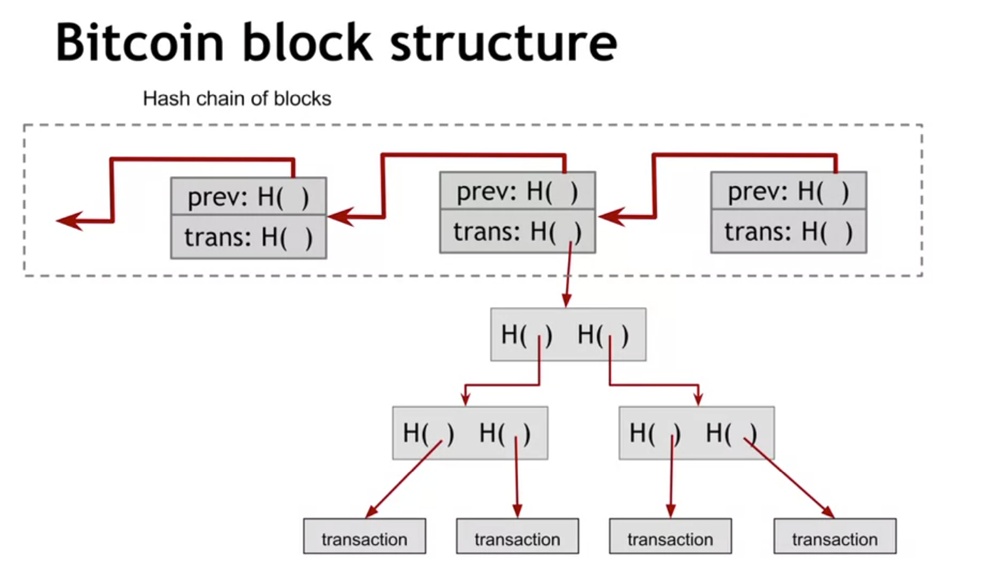 Bitcoin block structure
Hash chain of blocks
prev: H( )
trans: H( )
prev: H( )
trans: H( )
prev: H( )
trans: H( )
H( ) H( )
H( ) H( )
H( ) H( )
transaction
transaction
transaction
transaction